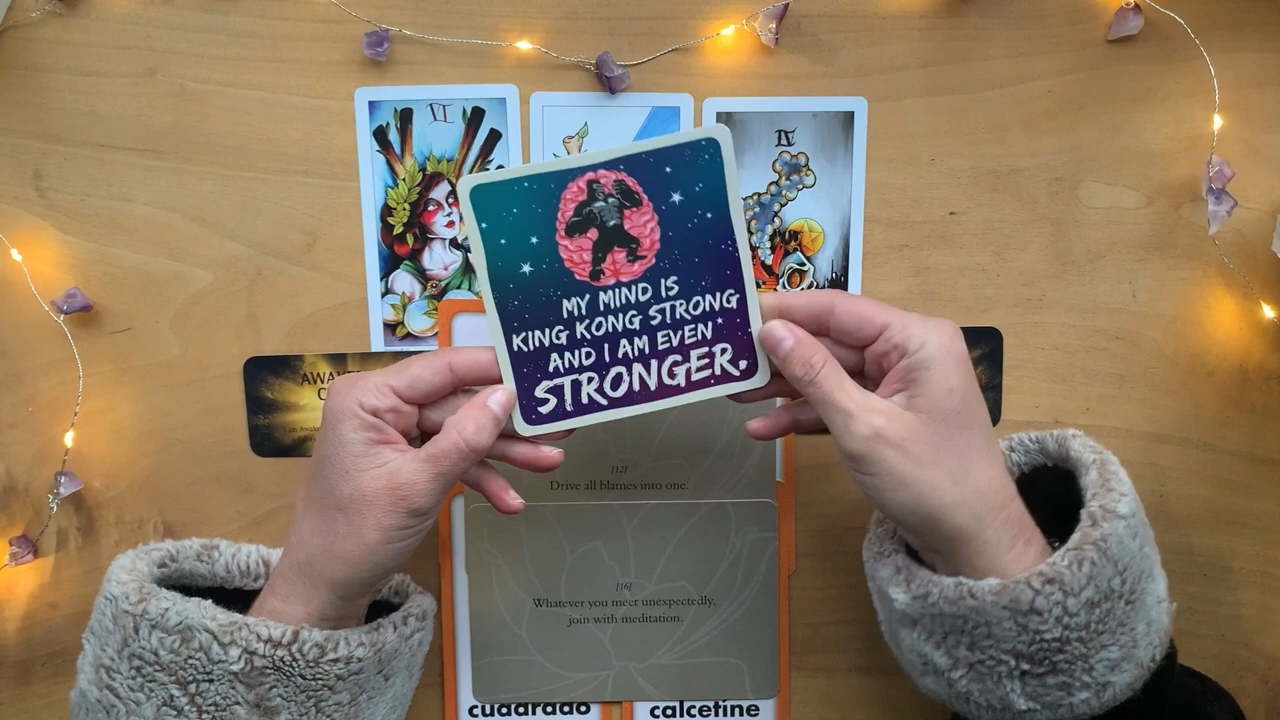 VI
IV
MY MIND IS
KING KONG STRONG
AND I AM EVEN
STRONGER.
[12]
Drive all blames into one.
[16]
Whatever you meet unexpectedly,
join with meditation.
cuadrado
calcetine